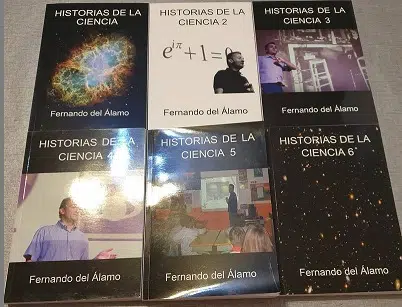 HISTORIAS DE LA
CIENCIA
Fernando del Álamo
HISTORIAS DE LA
CIENCIA 2
e^{iπ}+1=0
Fernando del Álamo
HISTORIAS DE LA
CIENCIA 3
Fernando del Álamo
HISTORIAS DE LA
CIENCIA 4
Fernando del Álamo
HISTORIAS DE LA
CIENCIA 5
Fernando del Álamo
HISTORIAS DE LA
CIENCIA 6
Fernando del Álamo